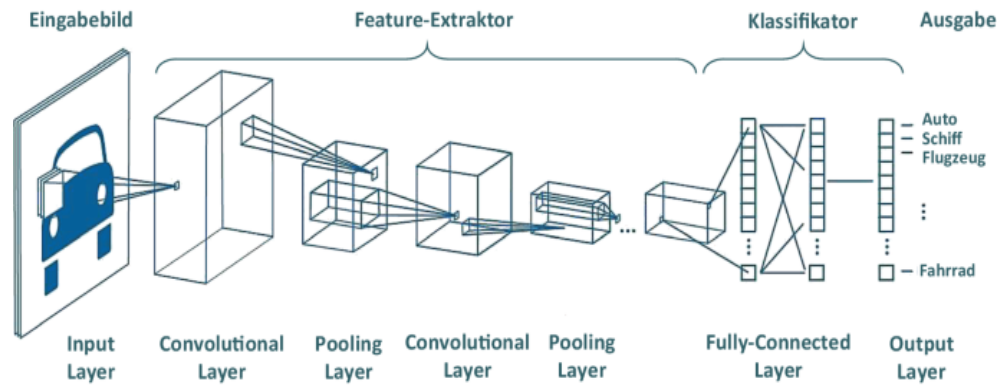 Eingabebild
Feature-Extraktor
Klassifikator
Ausgabe
Auto
Schiff
Flugzeug
Fahrrad
Input
Layer
Convolutional
Layer
Pooling
Layer
Convolutional
Layer
Pooling
Layer
Fully-Connected
Layer
Output
Layer